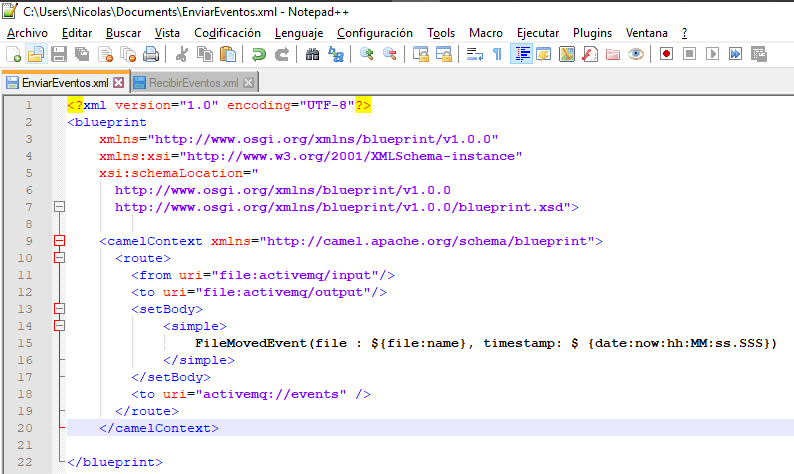 C:\Users\Nicolas\Documents\EnviarEventos.xml - Notepad++
Archivo Editar Buscar Vista Codificación Lenguaje Configuración Tools Macro Ejecutar Plugins Ventana ?
EnviarEventos.xml RecibirEventos.xml
1 <?xml version="1.0" encoding="UTF-8"?>
2 <blueprint
3 xmlns="http://www.osgi.org/xmlns/blueprint/v1.0.0"
4 xmlns:xsi="http://www.w3.org/2001/XMLSchema-instance"
5 xsi:schemaLocation="
6 http://www.osgi.org/xmlns/blueprint/v1.0.0
7 http://www.osgi.org/xmlns/blueprint/v1.0.0/blueprint.xsd">
8
9 <camelContext xmlns="http://camel.apache.org/schema/blueprint">
10 <route>
11 <from uri="file:activemq/input"/>
12 <to uri="file:activemq/output"/>
13 <setBody>
14 <simple>
15 FileMovedEvent(file : ${file:name}, timestamp: $ {date:now:hh:MM:ss.SSS})
16 </simple>
17 </setBody>
18 <to uri="activemq://events" />
19 </route>
20 </camelContext>
21
22 </blueprint>